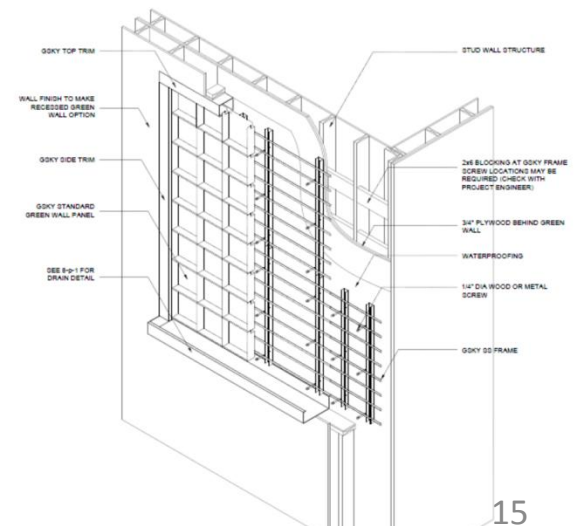 GSKY TOP TRIM
WALL FINISH TO MAKE
RECESSED GREEN
WALL OPTION
GSKY SIDE TRIM
GSKY STANDARD
GREEN WALL PANEL
SEE 8-p-1 FOR
DRAIN DETAIL
STUD WALL STRUCTURE
2x6 BLOCKING AT GSKY FRAME
SCREW LOCATIONS MAY BE
REQUIRED (CHECK WITH
PROJECT ENGINEER)
3/4" PLYWOOD BEHIND GREEN
WALL
WATERPROOFING
1/4" DIA WOOD OR METAL
SCREW
GSKY SS FRAME
15